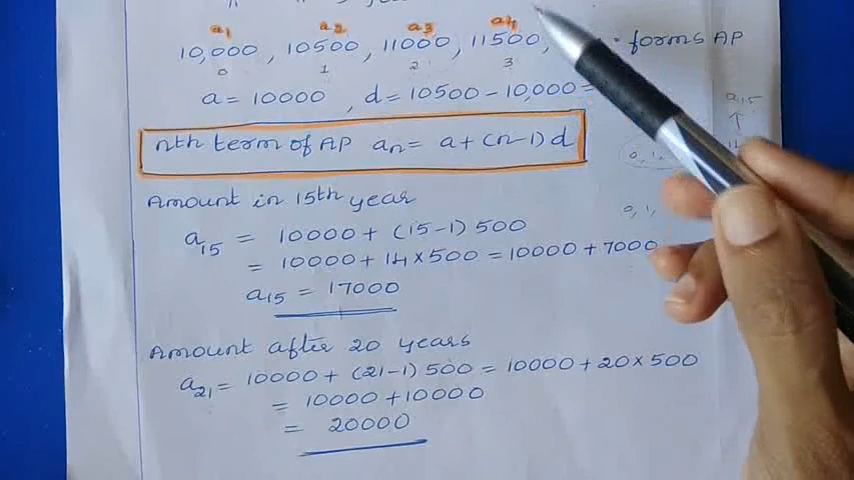 a1 a2 a3 a4
10,000, 10500, 11000, 11500, forms AP
0 1 2 3
a = 10000, d = 10500 - 10,000 =
a15
nth term of AP an = a + (n-1) d
Amount in 15th year
0, 1,
a15 = 10000 + (15-1) 500
= 10000 + 14 × 500 = 10000 + 7000
a15 = 17000
Amount after 20 years
a21 = 10000 + (21-1) 500 = 10000 + 20 × 500
= 10000 + 10000
= 20000